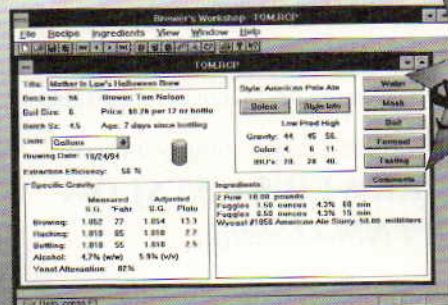 Brewer's Workshop - TOM.RCP
File Recipe Ingredients View Window Help
TOM.RCP
Title: Mother In Law's Halloween Brew
Batch no: 56 Brewer: Tom Nelson
Boil Size: 6 Price: $0.26 per 12 oz bottle
Batch Sz: 4.5 Age: 7 days since bottling
Units: Gallons
Brewing Date: 10/24/94
Extraction Efficiency: 58 %
Style: American Pale Ale
Select Style Info
Low Pred High
Gravity: 44. 45 56.
Color: 4. 6 11.
IBU's: 20. 28 40.
Water
Mash
Boil
Ferment
Tasting
Comments
Specific Gravity
Measured Adjusted
S.G. °Fahr S.G. Plato
Brewing: 1.052 77 1.054 13.3
Racking: 1.010 65 1.010 2.7
Bottling: 1.010 55 1.010 2.5
Alcohol: 4.7% (w/w) 5.9% (v/v)
Yeast Attenuation: 82%
Ingredients
2 Row 10.00 pounds
Fuggles 1.50 ounces 4.3% 60 min
Fuggles 0.50 ounces 4.3% 15 min
Wyeast #1056 American Ale Slurry 50.00 milliliters
For Help, press F1